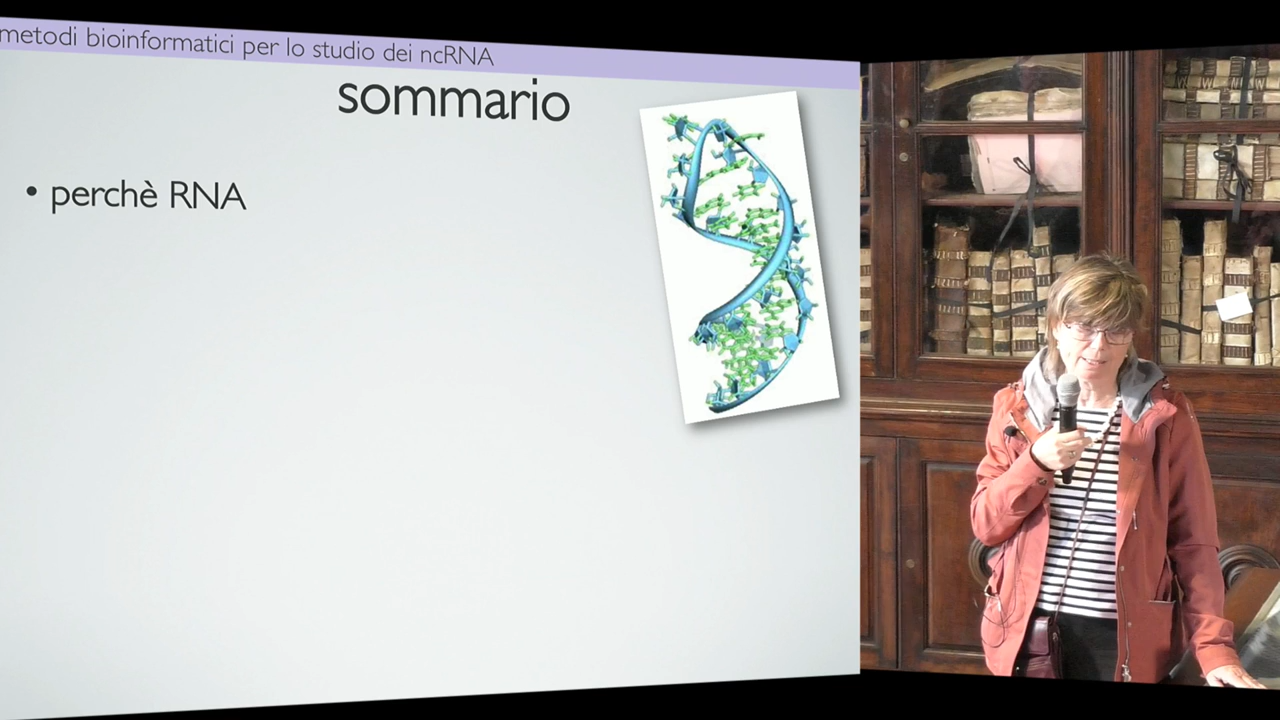 metodi bioinformatici per lo studio dei ncRNA
sommario
• perchè RNA